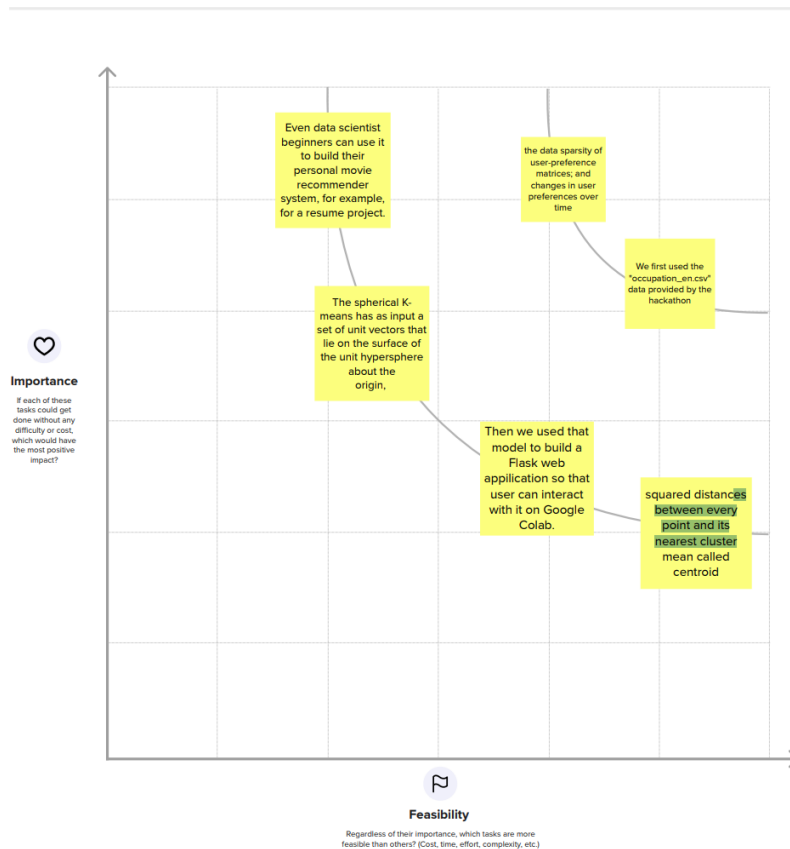 Even data scientist
beginners can use it
to build their
personal movie
recommender
system, for example,
for a resume project.
the data sparsity of
user-preference
matrices; and
changes in user
preferences over
time
We first used the
"occupation_en.csv"
data provided by the
hackathon
The spherical K-
means has as input a
set of unit vectors that
lie on the surface of
the unit hypersphere
about the
origin,
Importance
If each of these
tasks could get
done without any
difficulty or cost,
which would have
the most positive
impact?
Then we used that
model to build a
Flask web
appilication so that
user can interact
with it on Google
Colab.
squared distances
between every
point and its
nearest cluster
mean called
centroid
Feasibility
Regardless of their importance, which tasks are more
feasible than others? (Cost, time, effort, complexity, etc.)